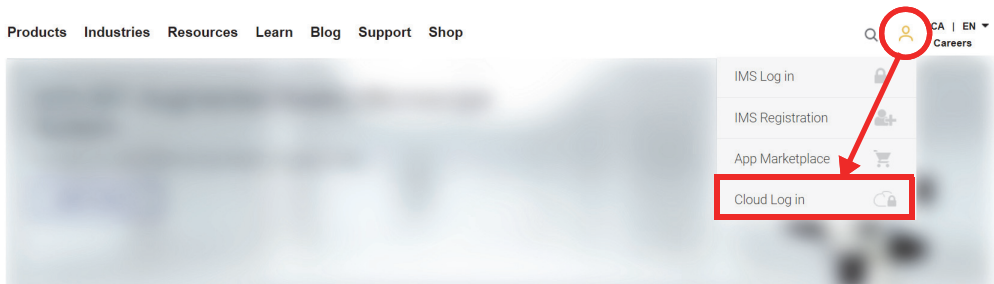 Products Industries Resources Learn Blog Support Shop
CA | EN
Careers
IMS Log in
IMS Registration
App Marketplace
Cloud Log in